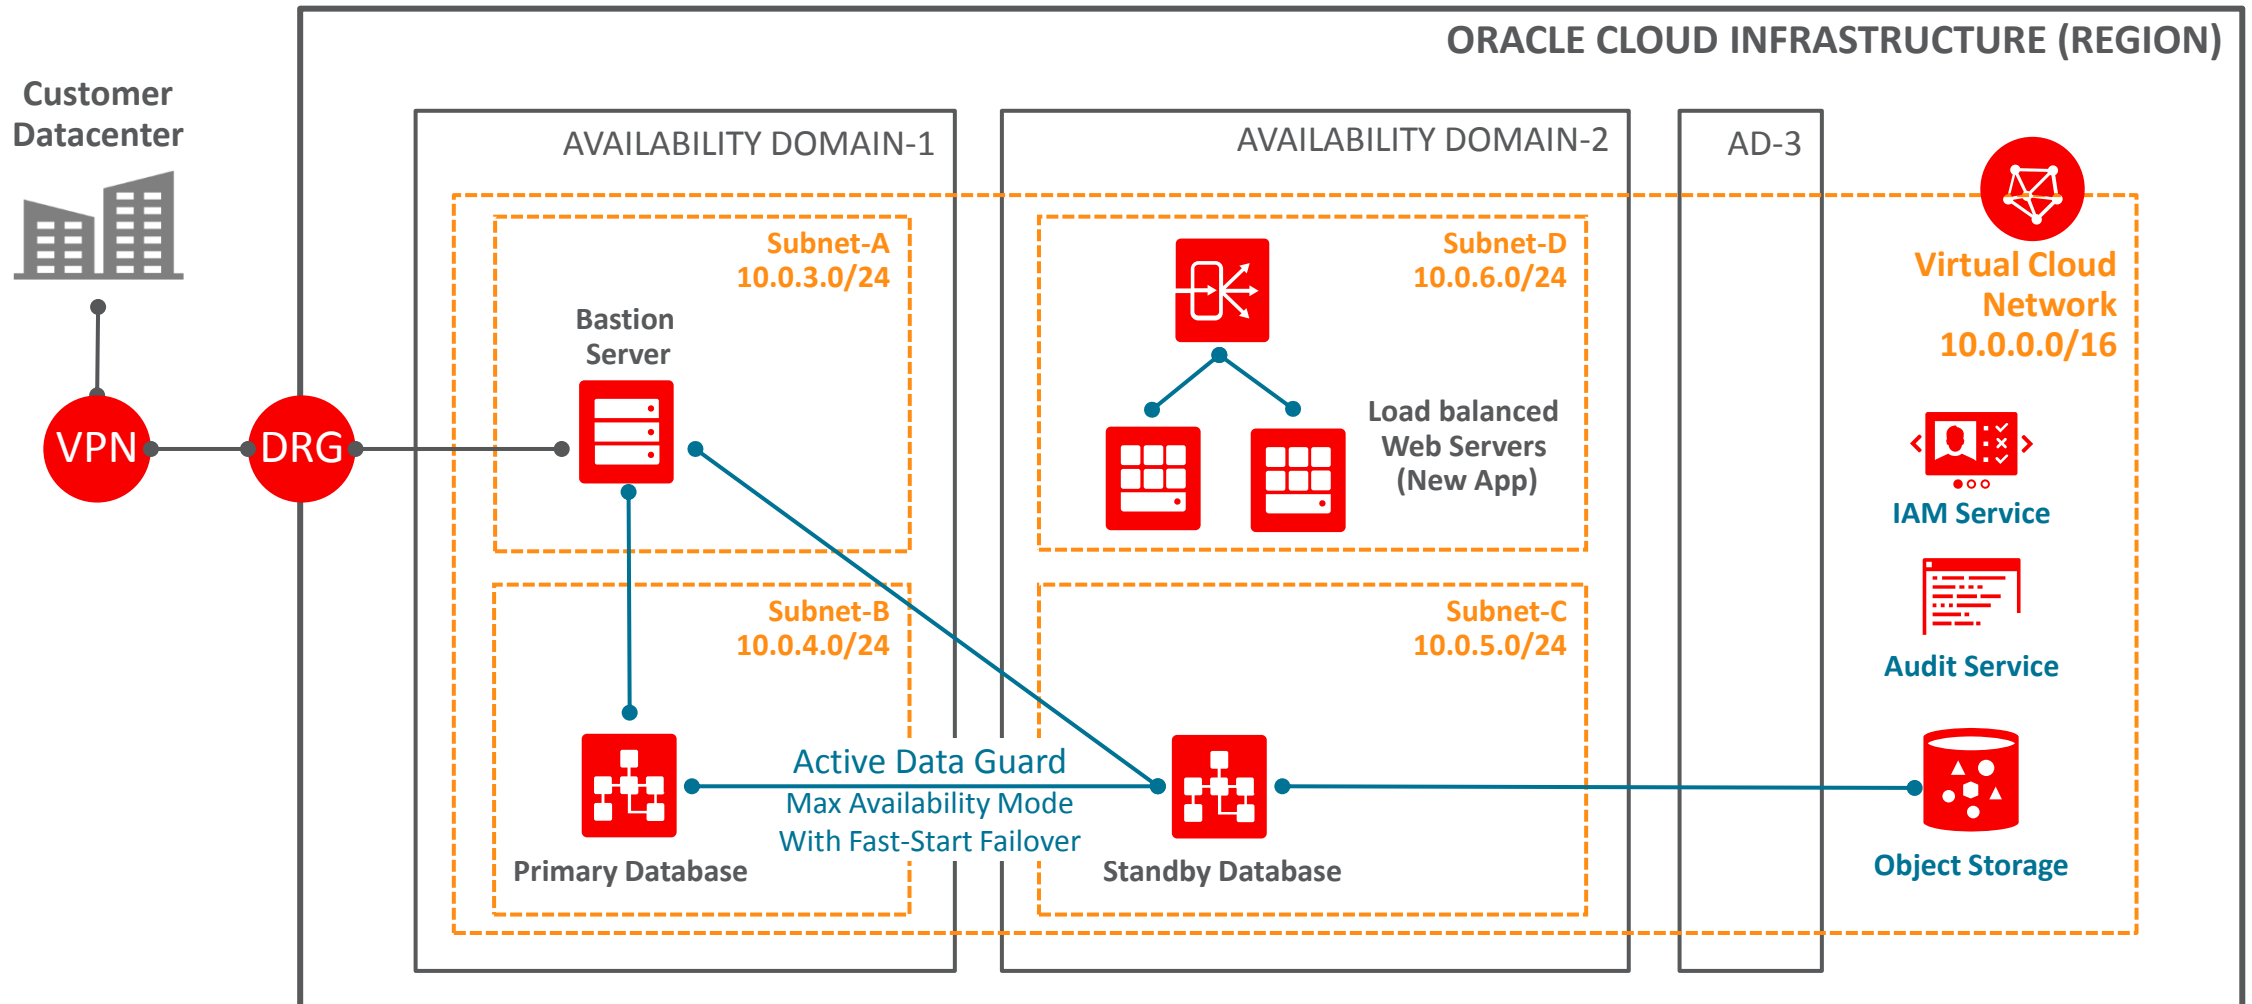 ORACLE CLOUD INFRASTRUCTURE (REGION)
Customer
Datacenter
VPN
DRG
AVAILABILITY DOMAIN-1
Subnet-A
10.0.3.0/24
Bastion
Server
Subnet-B
10.0.4.0/24
Primary Database
Active Data Guard
Max Availability Mode
With Fast-Start Failover
AVAILABILITY DOMAIN-2
Subnet-D
10.0.6.0/24
Load balanced
Web Servers
(New App)
Subnet-C
10.0.5.0/24
Standby Database
AD-3
Virtual Cloud
Network
10.0.0.0/16
IAM Service
Audit Service
Object Storage